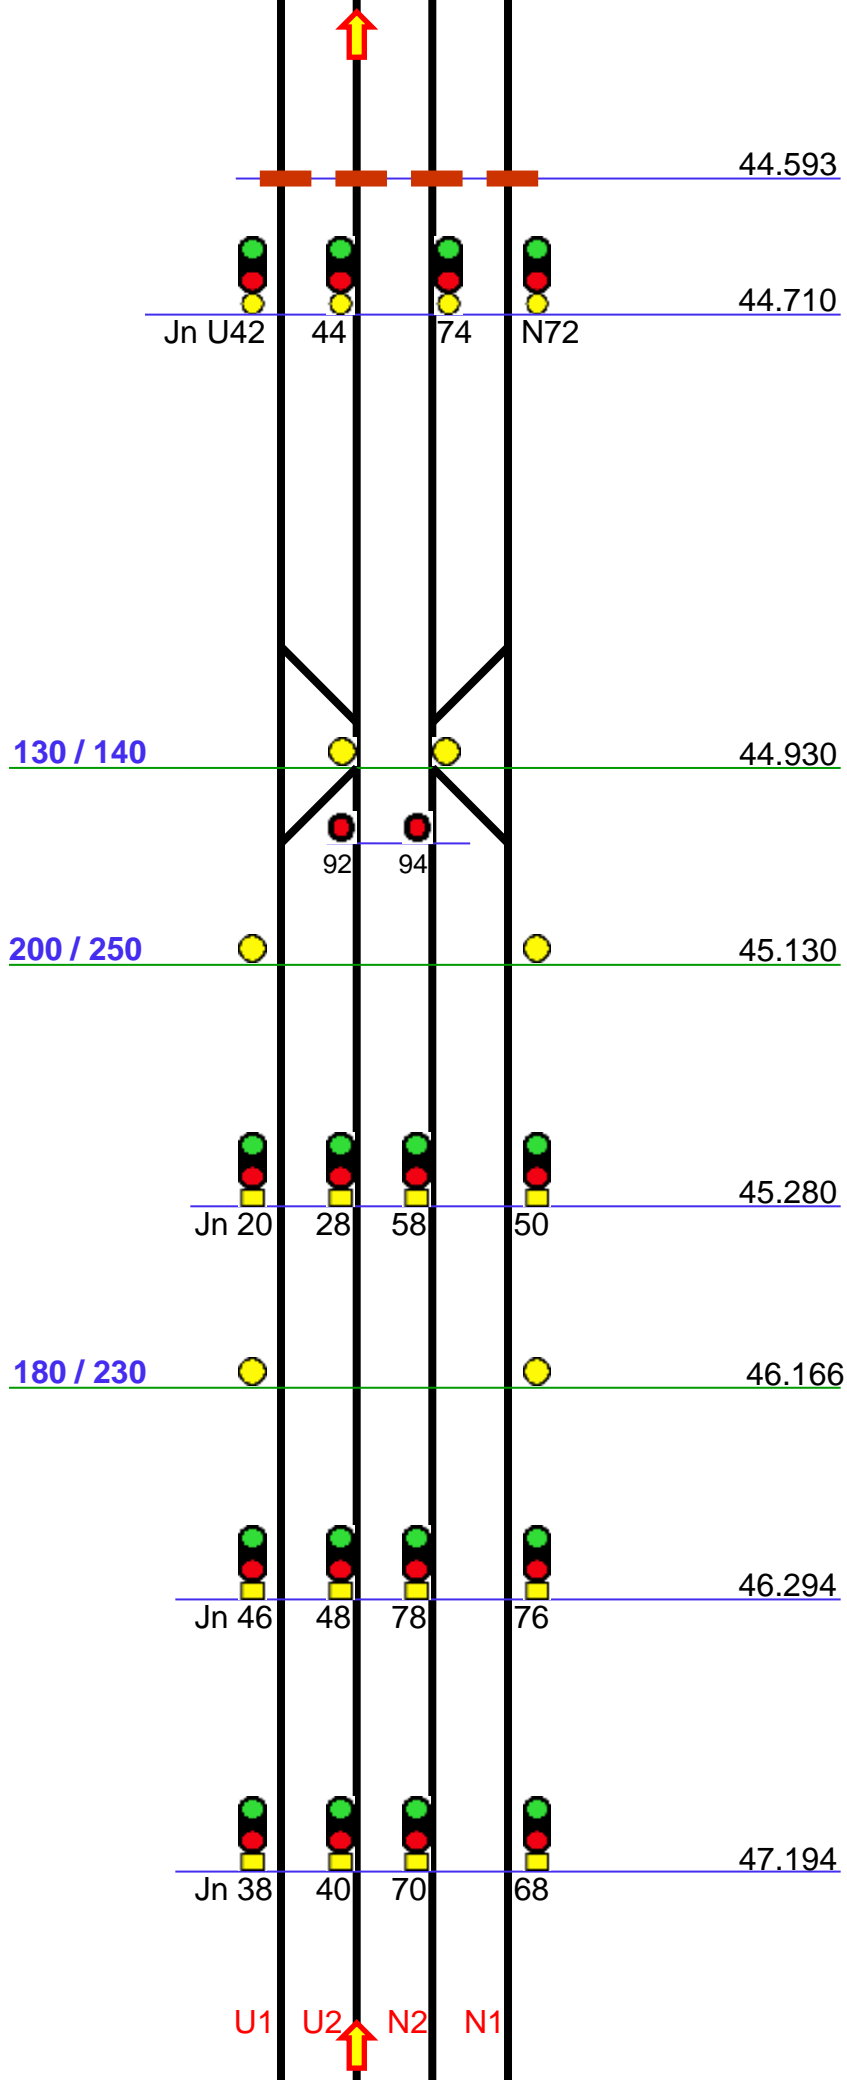 44.593
44.710
Jn U42 44 74 N72
130 / 140 44.930
92 94
200 / 250 45.130
45.280
Jn 20 28 58 50
180 / 230 46.166
46.294
Jn 46 48 78 76
47.194
Jn 38 40 70 68
U1 U2 N2 N1